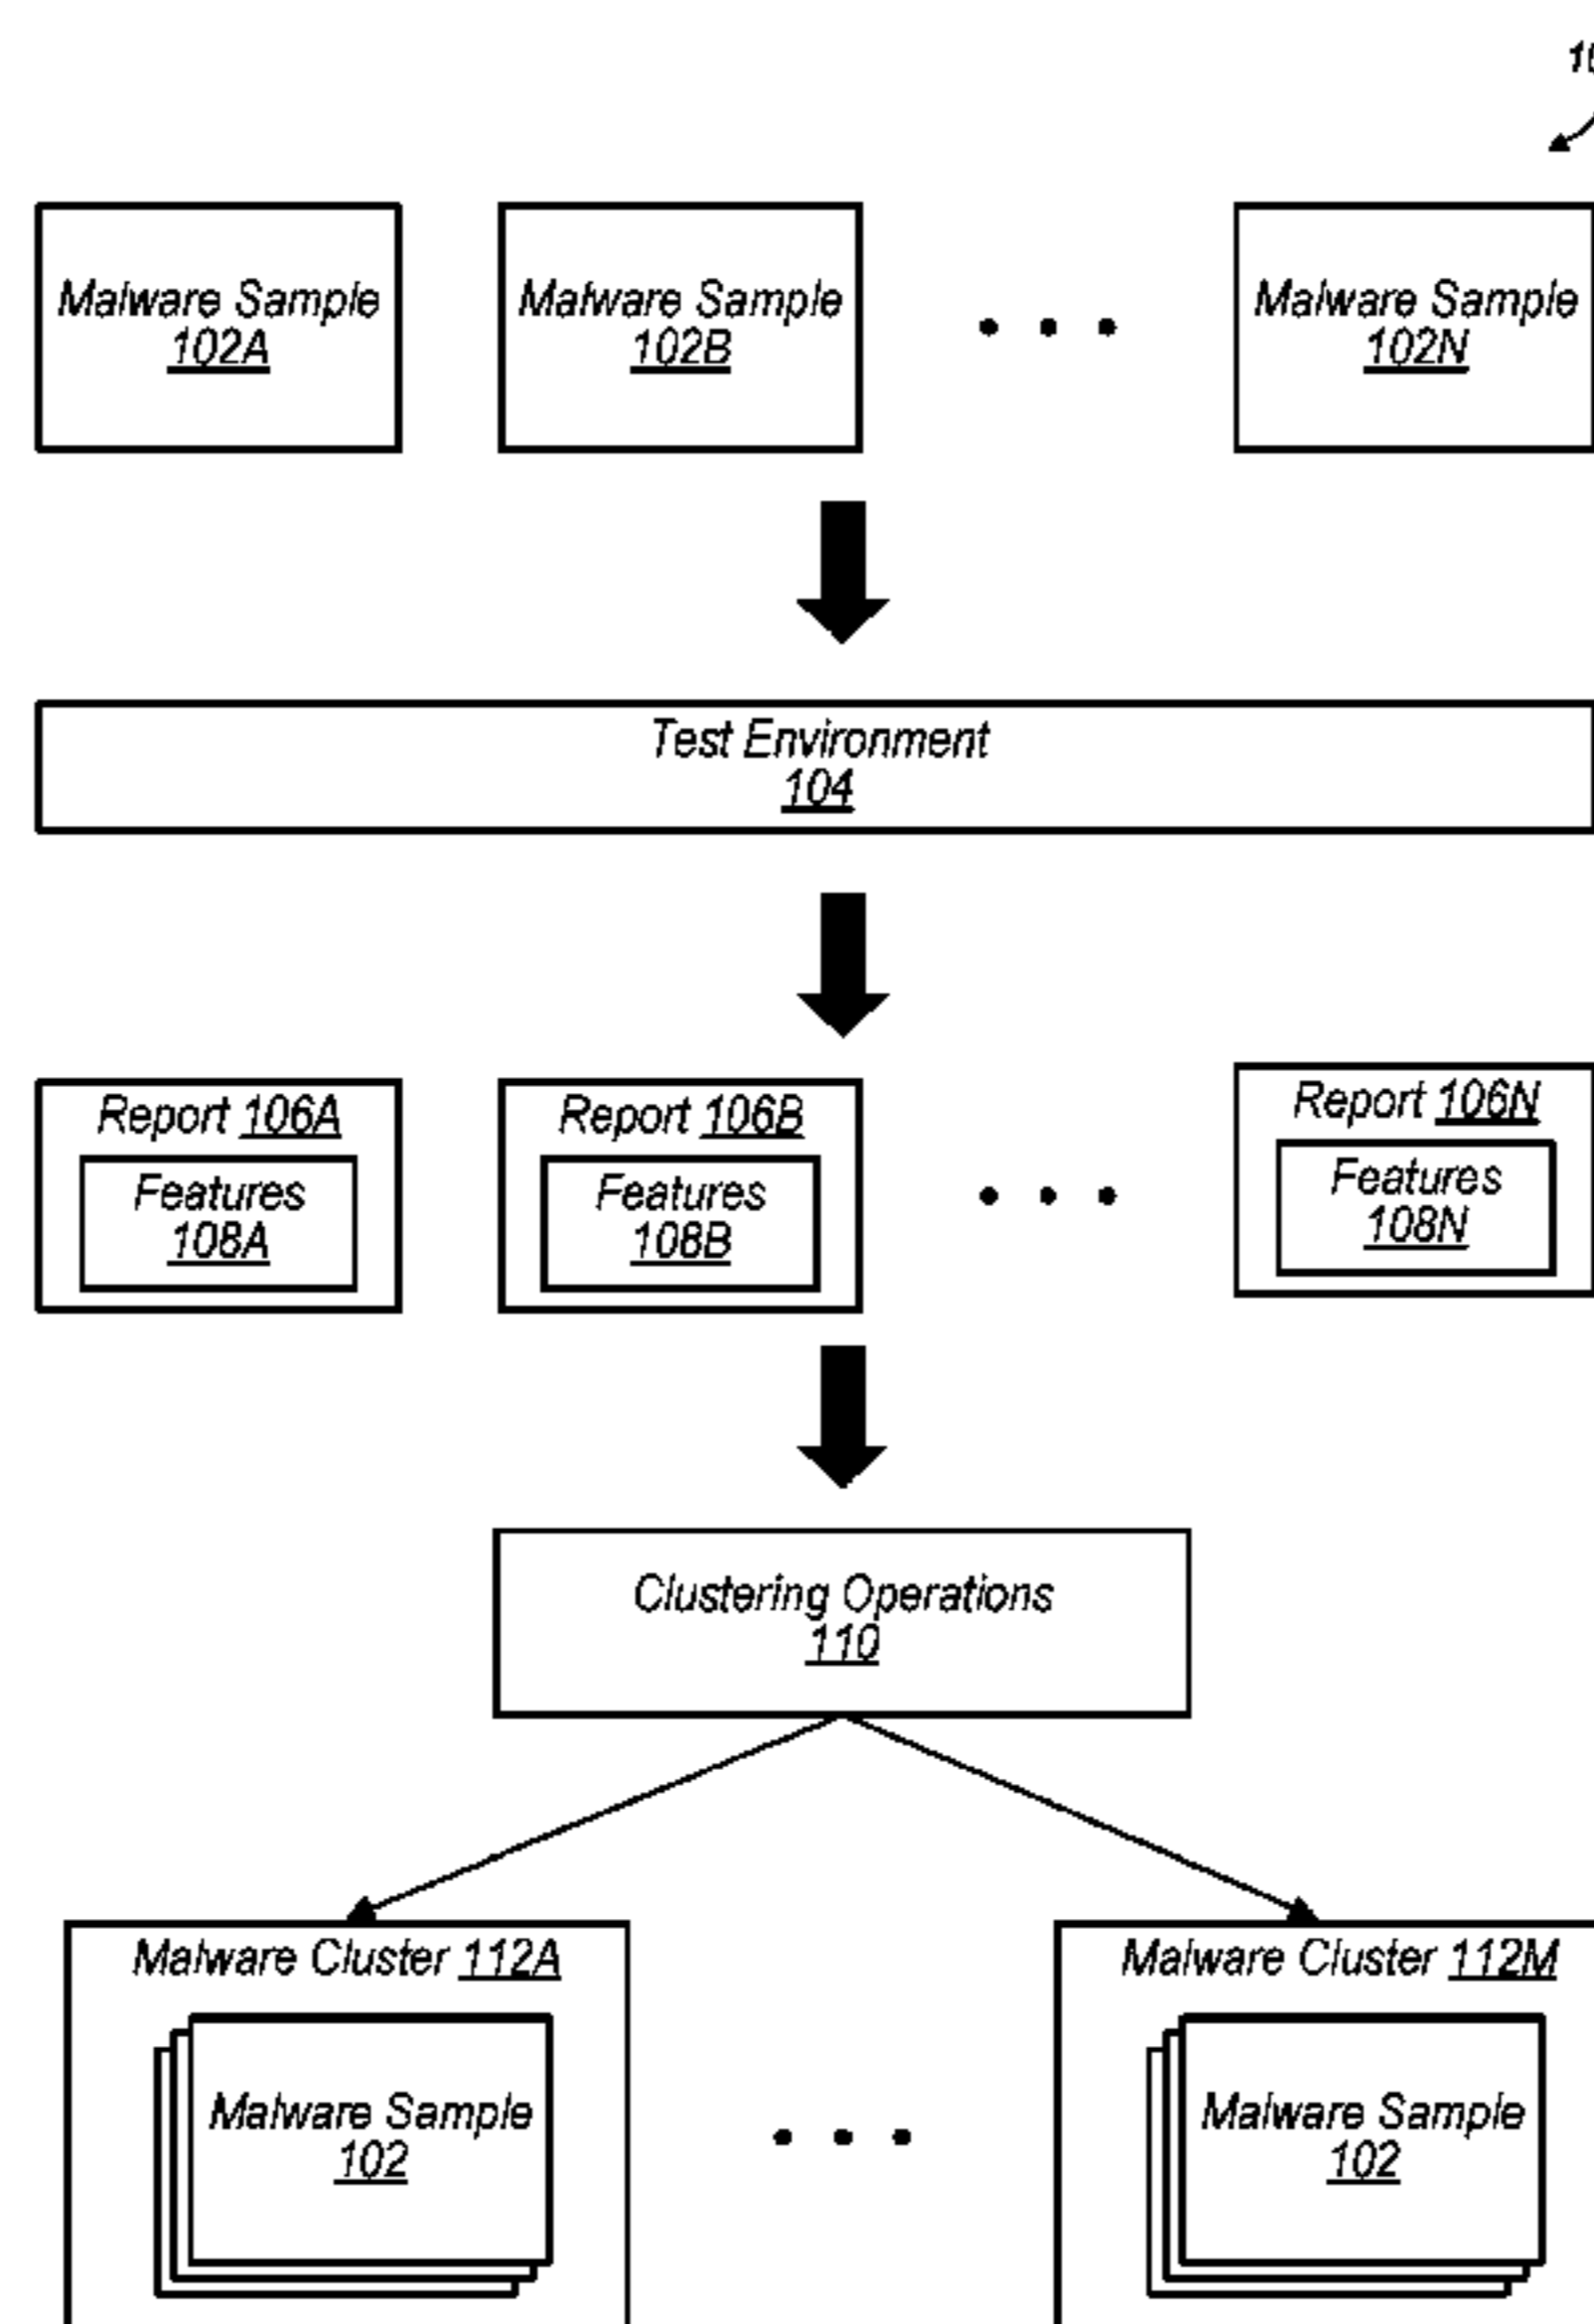 Malware Sample
102A
Malware Sample
102B
Malware Sample
102N
Test Environment
104
Report 106A
Features
108A
Report 106B
Features
108B
Report 106N
Features
108N
Clustering Operations
110
Malware Cluster 112A
Malware Sample
102
Malware Cluster 112M
Malware Sample
102